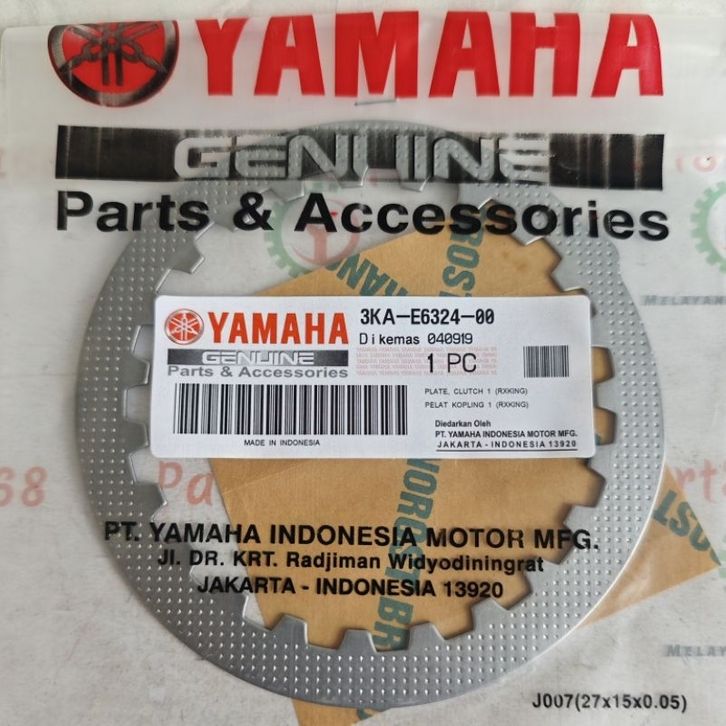 YAMAHA
GENUINE
Parts & Accessories
YAMAHA
GENUINE
Parts & Accessories
3KA-E6324-00
Dikemas 040919
1 PC
PLATE, CLUTCH 1 (RXKING)
PELAT KOPLING 1 (RXKING)
MADE IN INDONESIA
Diedarkan Oleh
PT. YAMAHA INDONESIA MOTOR MFG.
JAKARTA - INDONESIA 13920
PT. YAMAHA INDONESIA MOTOR MFG.
Jl. DR. KRT. Radjiman Widyodiningrat
JAKARTA - INDONESIA 13920
J007(27x15x0.05)